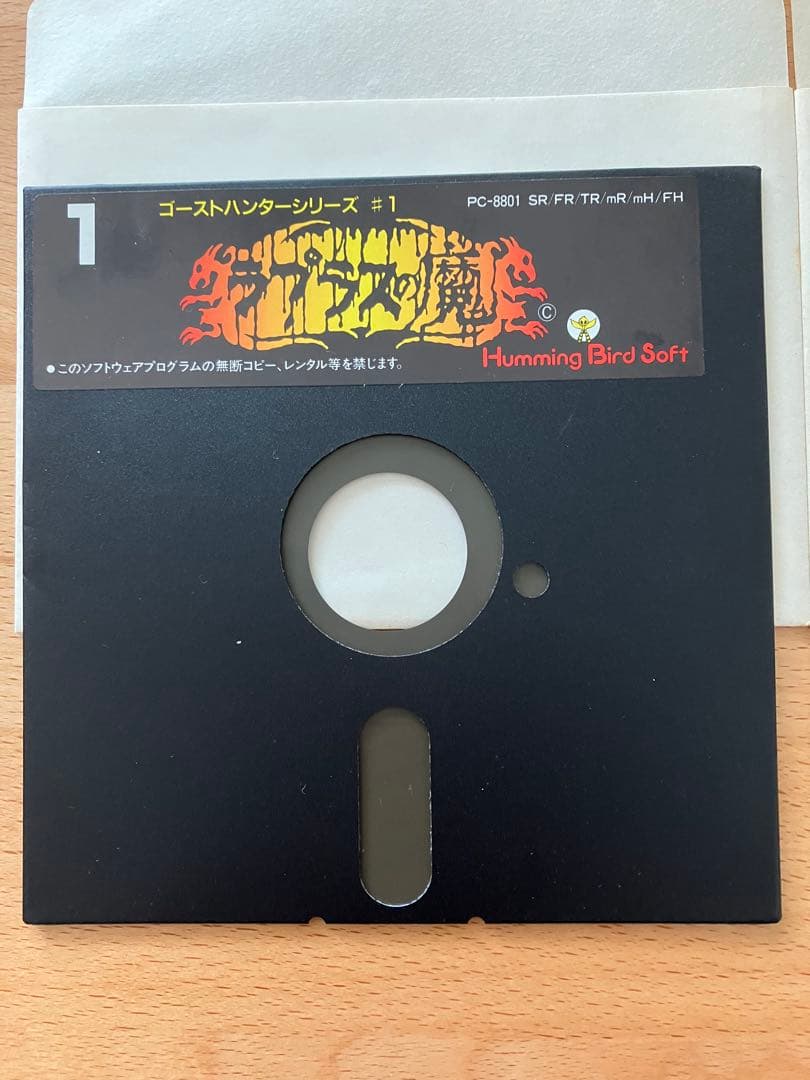 1
ゴーストハンターシリーズ #1
PC-8801 SR/FR/TR/mR/mH/FH
ラプラスの魔
©
Humming Bird Soft
●このソフトウェアプログラムの無断コピー、レンタル等を禁じます。